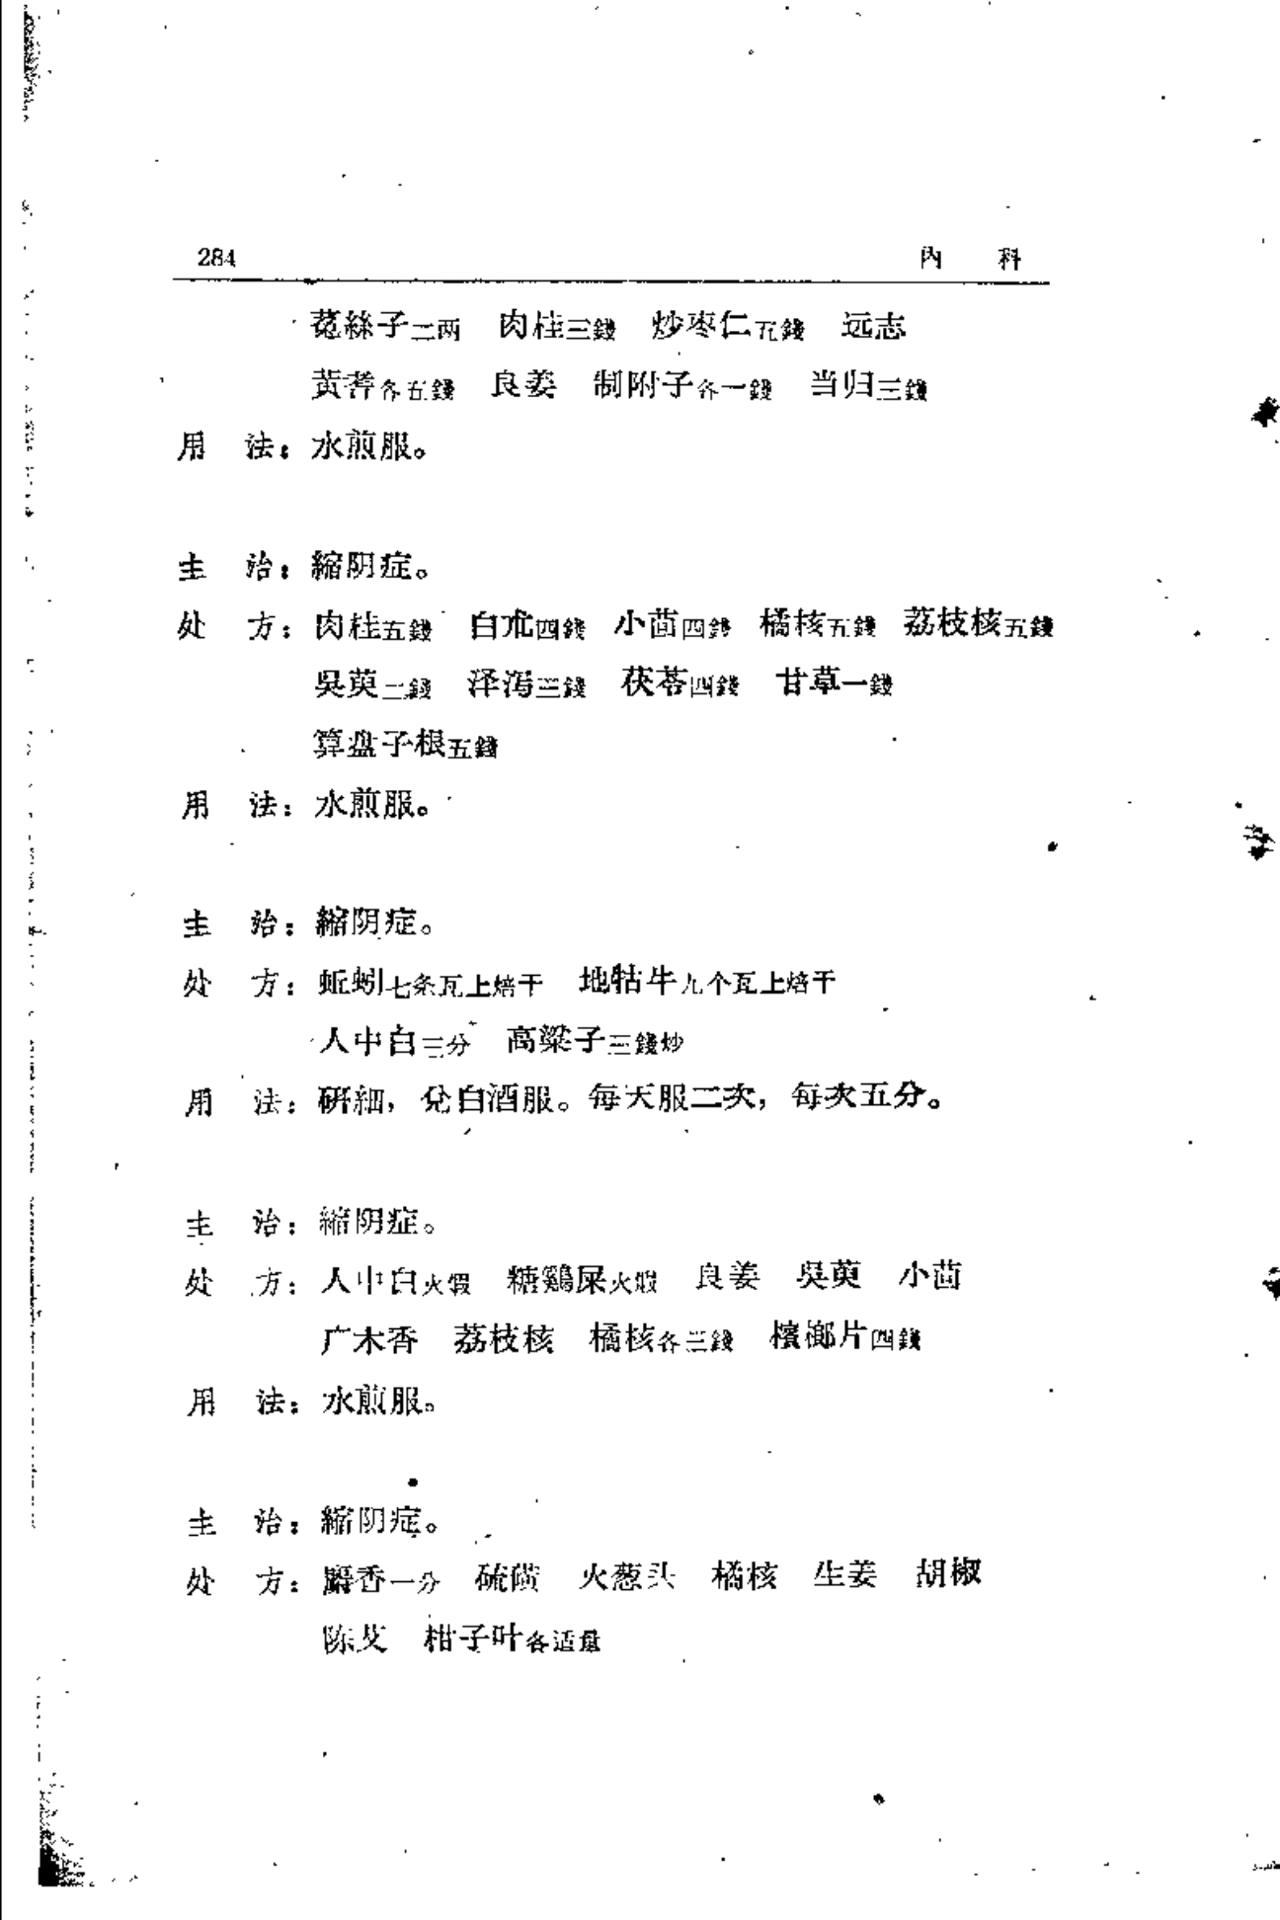 284 內 科
菟絲子二两 肉桂三錢 炒枣仁五錢 远志
黃蓍各五錢 良姜 制附子各一錢 当归三錢
用 法：水煎服。
主 治：縮阴症。
处 方：肉桂五錢 白朮四錢 小茴四錢 橘核五錢 荔枝核五錢
吳萸二錢 泽泻三錢 茯苓四錢 甘草一錢
算盘子根五錢
用 法：水煎服。
主 治：縮阴症。
处 方：蚯蚓七条瓦上焙干 地牯牛九个瓦上焙干
人中白三分 高粱子三錢炒
用 法：研細，兌白酒服。每天服二次，每次五分。
主 治：縮阴症。
处 方：人中白火煅 糖鷄屎火煅 良姜 吳萸 小茴
广木香 荔枝核 橘核各三錢 檳榔片四錢
用 法：水煎服。
主 治：縮阴症。
处 方：麝香一分 硫磺 火葱头 橘核 生姜 胡椒
陈艾 柑子叶各适量